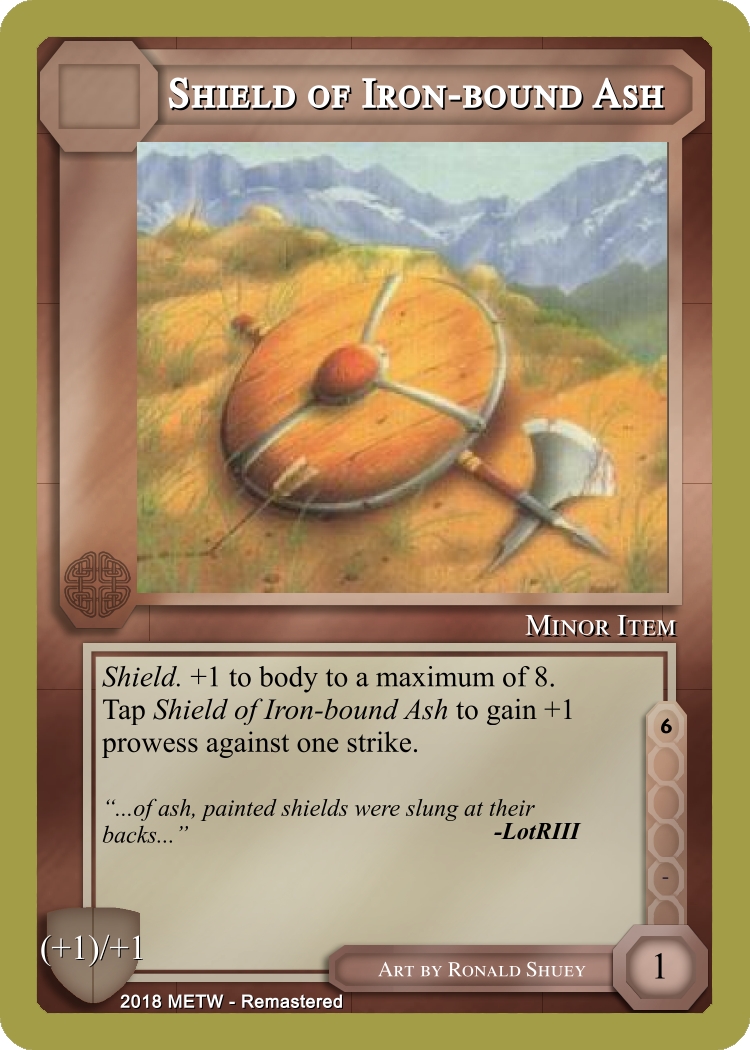 Shield of Iron-bound Ash
Minor Item
Shield. +1 to body to a maximum of 8.
Tap Shield of Iron-bound Ash to gain +1
prowess against one strike.
6
“...of ash, painted shields were slung at their
backs...” -LotRIII
-
(+1)/+1
Art by Ronald Shuey
1
2018 METW - Remastered